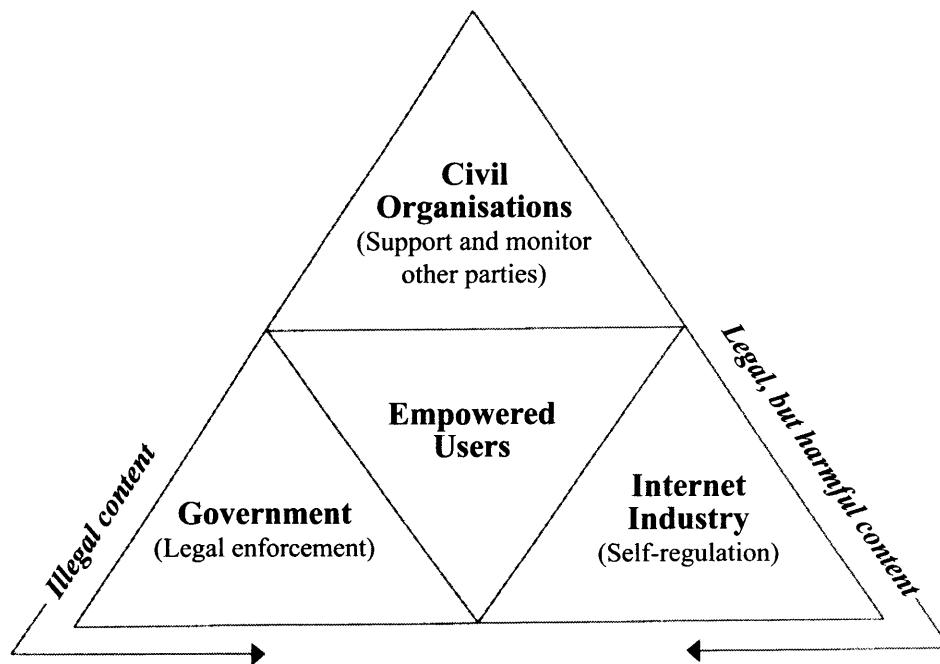 Civil
Organisations
(Support and monitor
other parties)
Empowered
Users
Government
(Legal enforcement)
Internet
Industry
(Self-regulation)
Illegal content
Legal, but harmful content